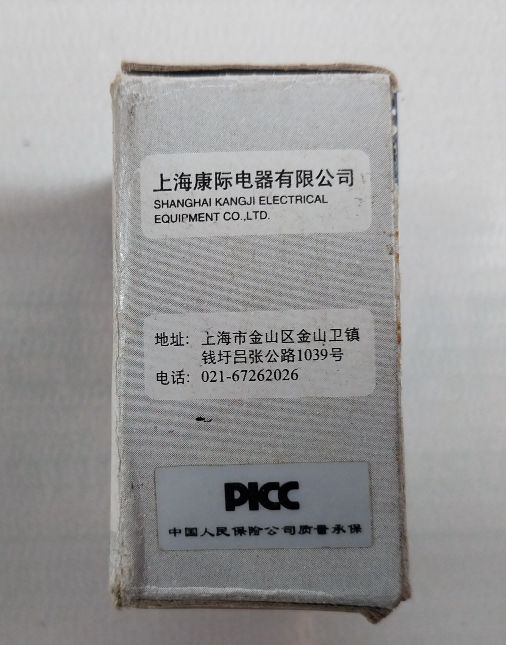 上海康际电器有限公司
SHANGHAI KANGJI ELECTRICAL
EQUIPMENT CO.,LTD.
地址: 上海市金山区金山卫镇
钱圩吕张公路1039号
电话: 021-67262026
PICC
中国人民保险公司质量永保